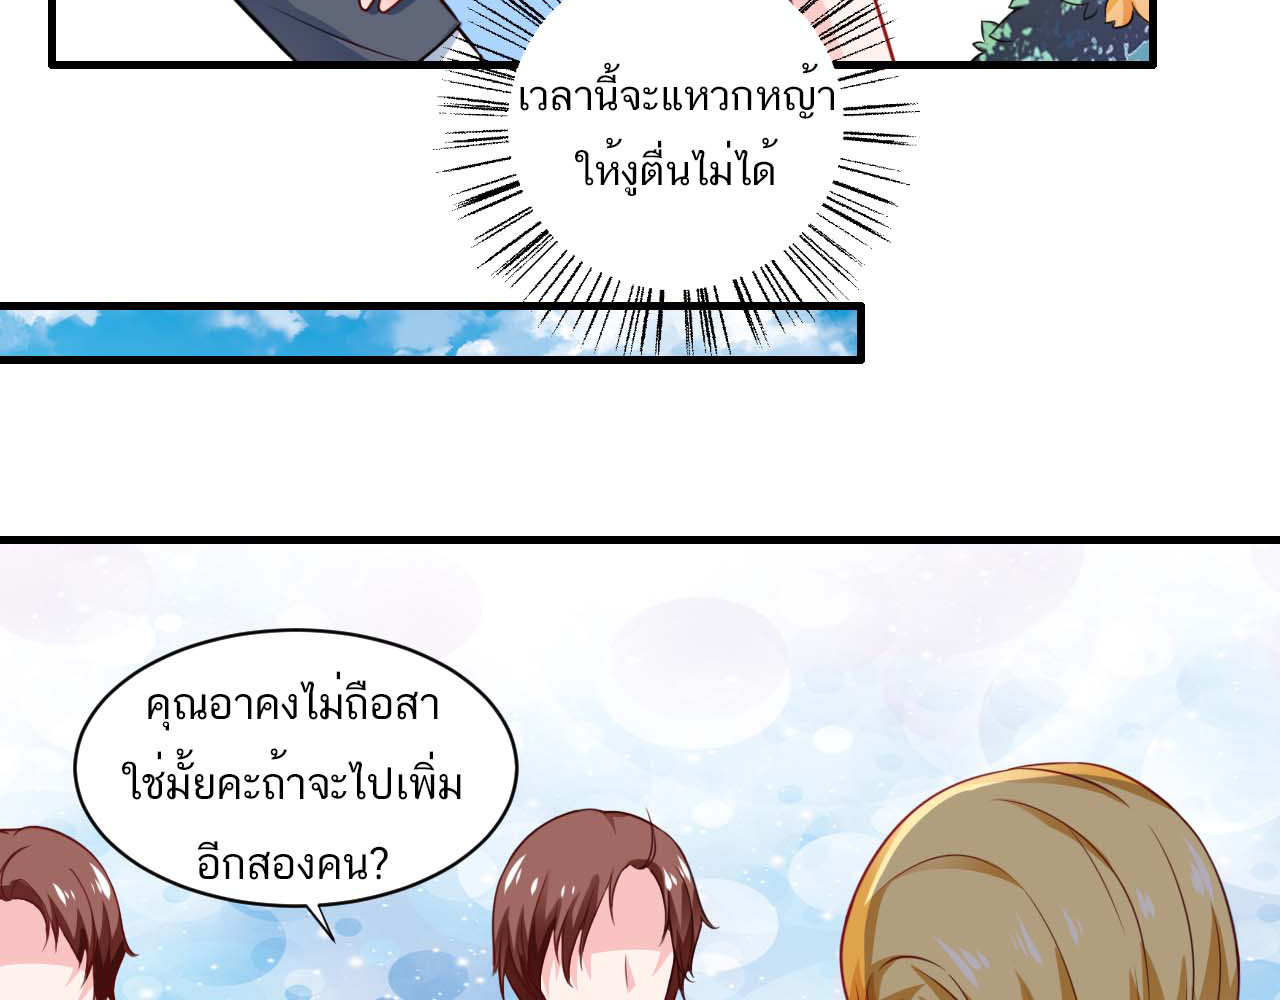 เวลานี้จะแหวกหญ้า
ให้งูตื่นไม่ได้
คุณอาคงไม่ถือสา
ใช่มั้ยคะถ้าจะไปเพิ่ม
อีกสองคน?